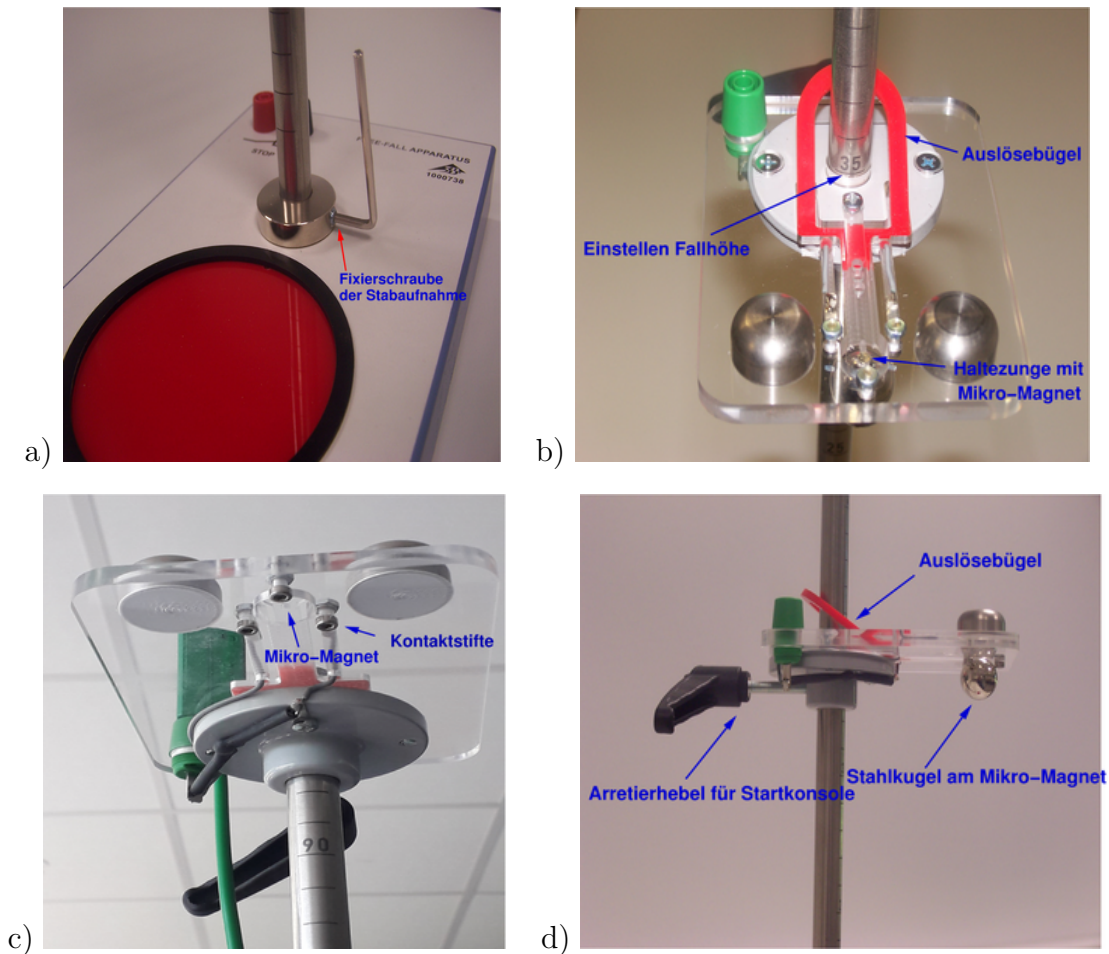 a)
STOP
FREE-FALL APPARATUS
1000738
Fixierschraube
der Stabaufnahme
b)
35
Auslösebügel
Einstellen Fallhöhe
Haltezunge mit
Mikro-Magnet
25
c)
Kontaktstifte
Mikro-Magnet
90
d)
Auslösebügel
Arretierhebel für Startkonsole
Stahlkugel am Mikro-Magnet